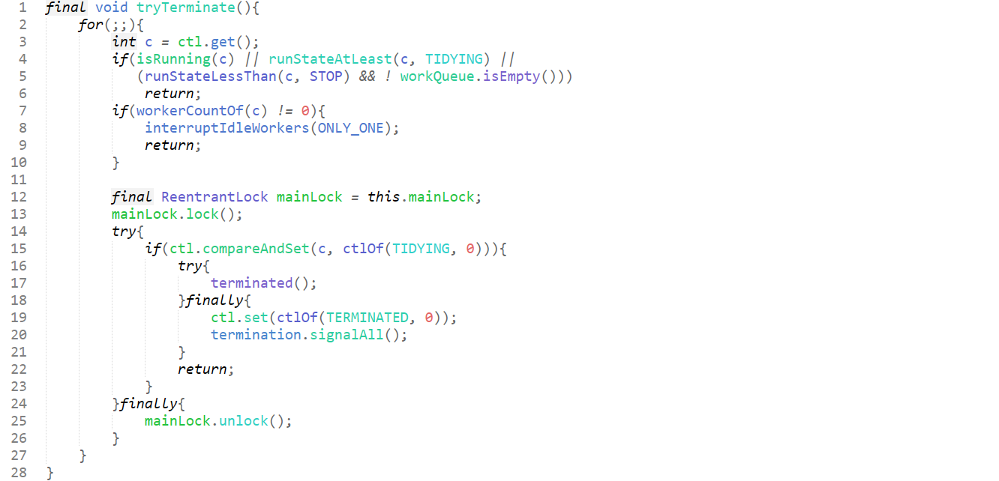 1 final void tryTerminate(){
2 for(;;){
3 int c = ctl.get();
4 if(isRunning(c) || runStateAtLeast(c, TIDYING) ||
5 (runStateLessThan(c, STOP) && ! workQueue.isEmpty()))
6 return;
7 if(workerCountOf(c) != 0){
8 interruptIdleWorkers(ONLY_ONE);
9 return;
10 }
11
12 final ReentrantLock mainLock = this.mainLock;
13 mainLock.lock();
14 try{
15 if(ctl.compareAndSet(c, ctlOf(TIDYING, 0))){
16 try{
17 terminated();
18 }finally{
19 ctl.set(ctlOf(TERMINATED, 0));
20 termination.signalAll();
21 }
22 return;
23 }
24 }finally{
25 mainLock.unlock();
26 }
27 }
28 }